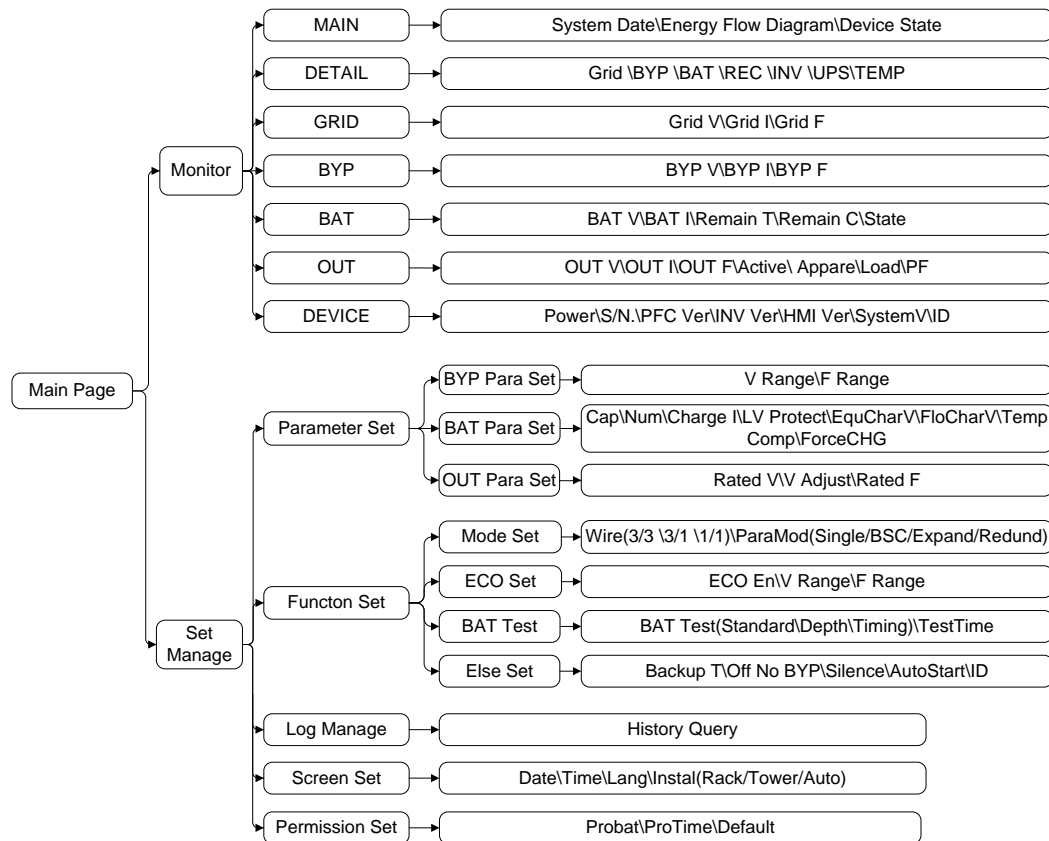 MAIN
System Date\Energy Flow Diagram\Device State
DETAIL
Grid \BYP \BAT \REC \INV \UPS\TEMP
GRID
Grid V\Grid I\Grid F
Monitor
BYP
BYP V\BYP I\BYP F
BAT
BAT V\BAT I\Remain T\Remain C\State
OUT
OUT V\OUT I\OUT F\Active\ Appare\Load\PF
DEVICE
Power\S/N.\PFC Ver\INV Ver\HMI Ver\SystemV\ID
Main Page
BYP Para Set
V Range\F Range
Parameter Set
BAT Para Set
Cap\Num\Charge I\LV Protect\EquCharV\FloCharV\Temp
Comp\ForceCHG
OUT Para Set
Rated V\V Adjust\Rated F
Mode Set
Wire(3/3 \3/1 \1/1)\ParaMod(Single/BSC/Expand/Redund)
Functon Set
ECO Set
ECO En\V Range\F Range
BAT Test
BAT Test(Standard\Depth\Timing)\TestTime
Set
Manage
Else Set
Backup T\Off No BYP\Silence\AutoStart\ID
Log Manage
History Query
Screen Set
Date\Time\Lang\Instal(Rack/Tower/Auto)
Permission Set
Probat\ProTime\Default